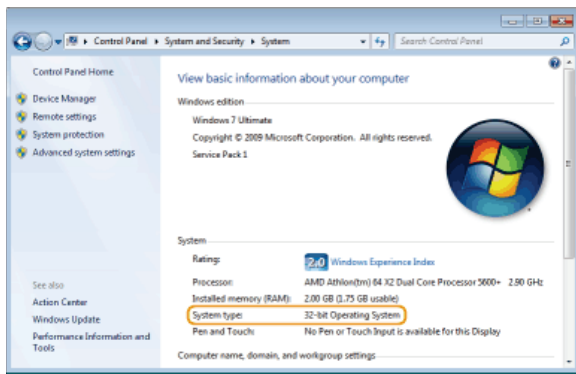 Control Panel ▸ System and Security ▸ System
Search Control Panel
Control Panel Home
Device Manager
Remote settings
System protection
Advanced system settings
See also
Action Center
Windows Update
Performance Information and
Tools
View basic information about your computer
Windows edition
Windows 7 Ultimate
Copyright © 2009 Microsoft Corporation. All rights reserved.
Service Pack 1
System
Rating: 2.0 Windows Experience Index
Processor: AMD Athlon(tm) 64 X2 Dual Core Processor 5600+ 2.90 GHz
Installed memory (RAM): 2.00 GB (1.75 GB usable)
System type: 32-bit Operating System
Pen and Touch: No Pen or Touch Input is available for this Display
Computer name, domain, and workgroup settings